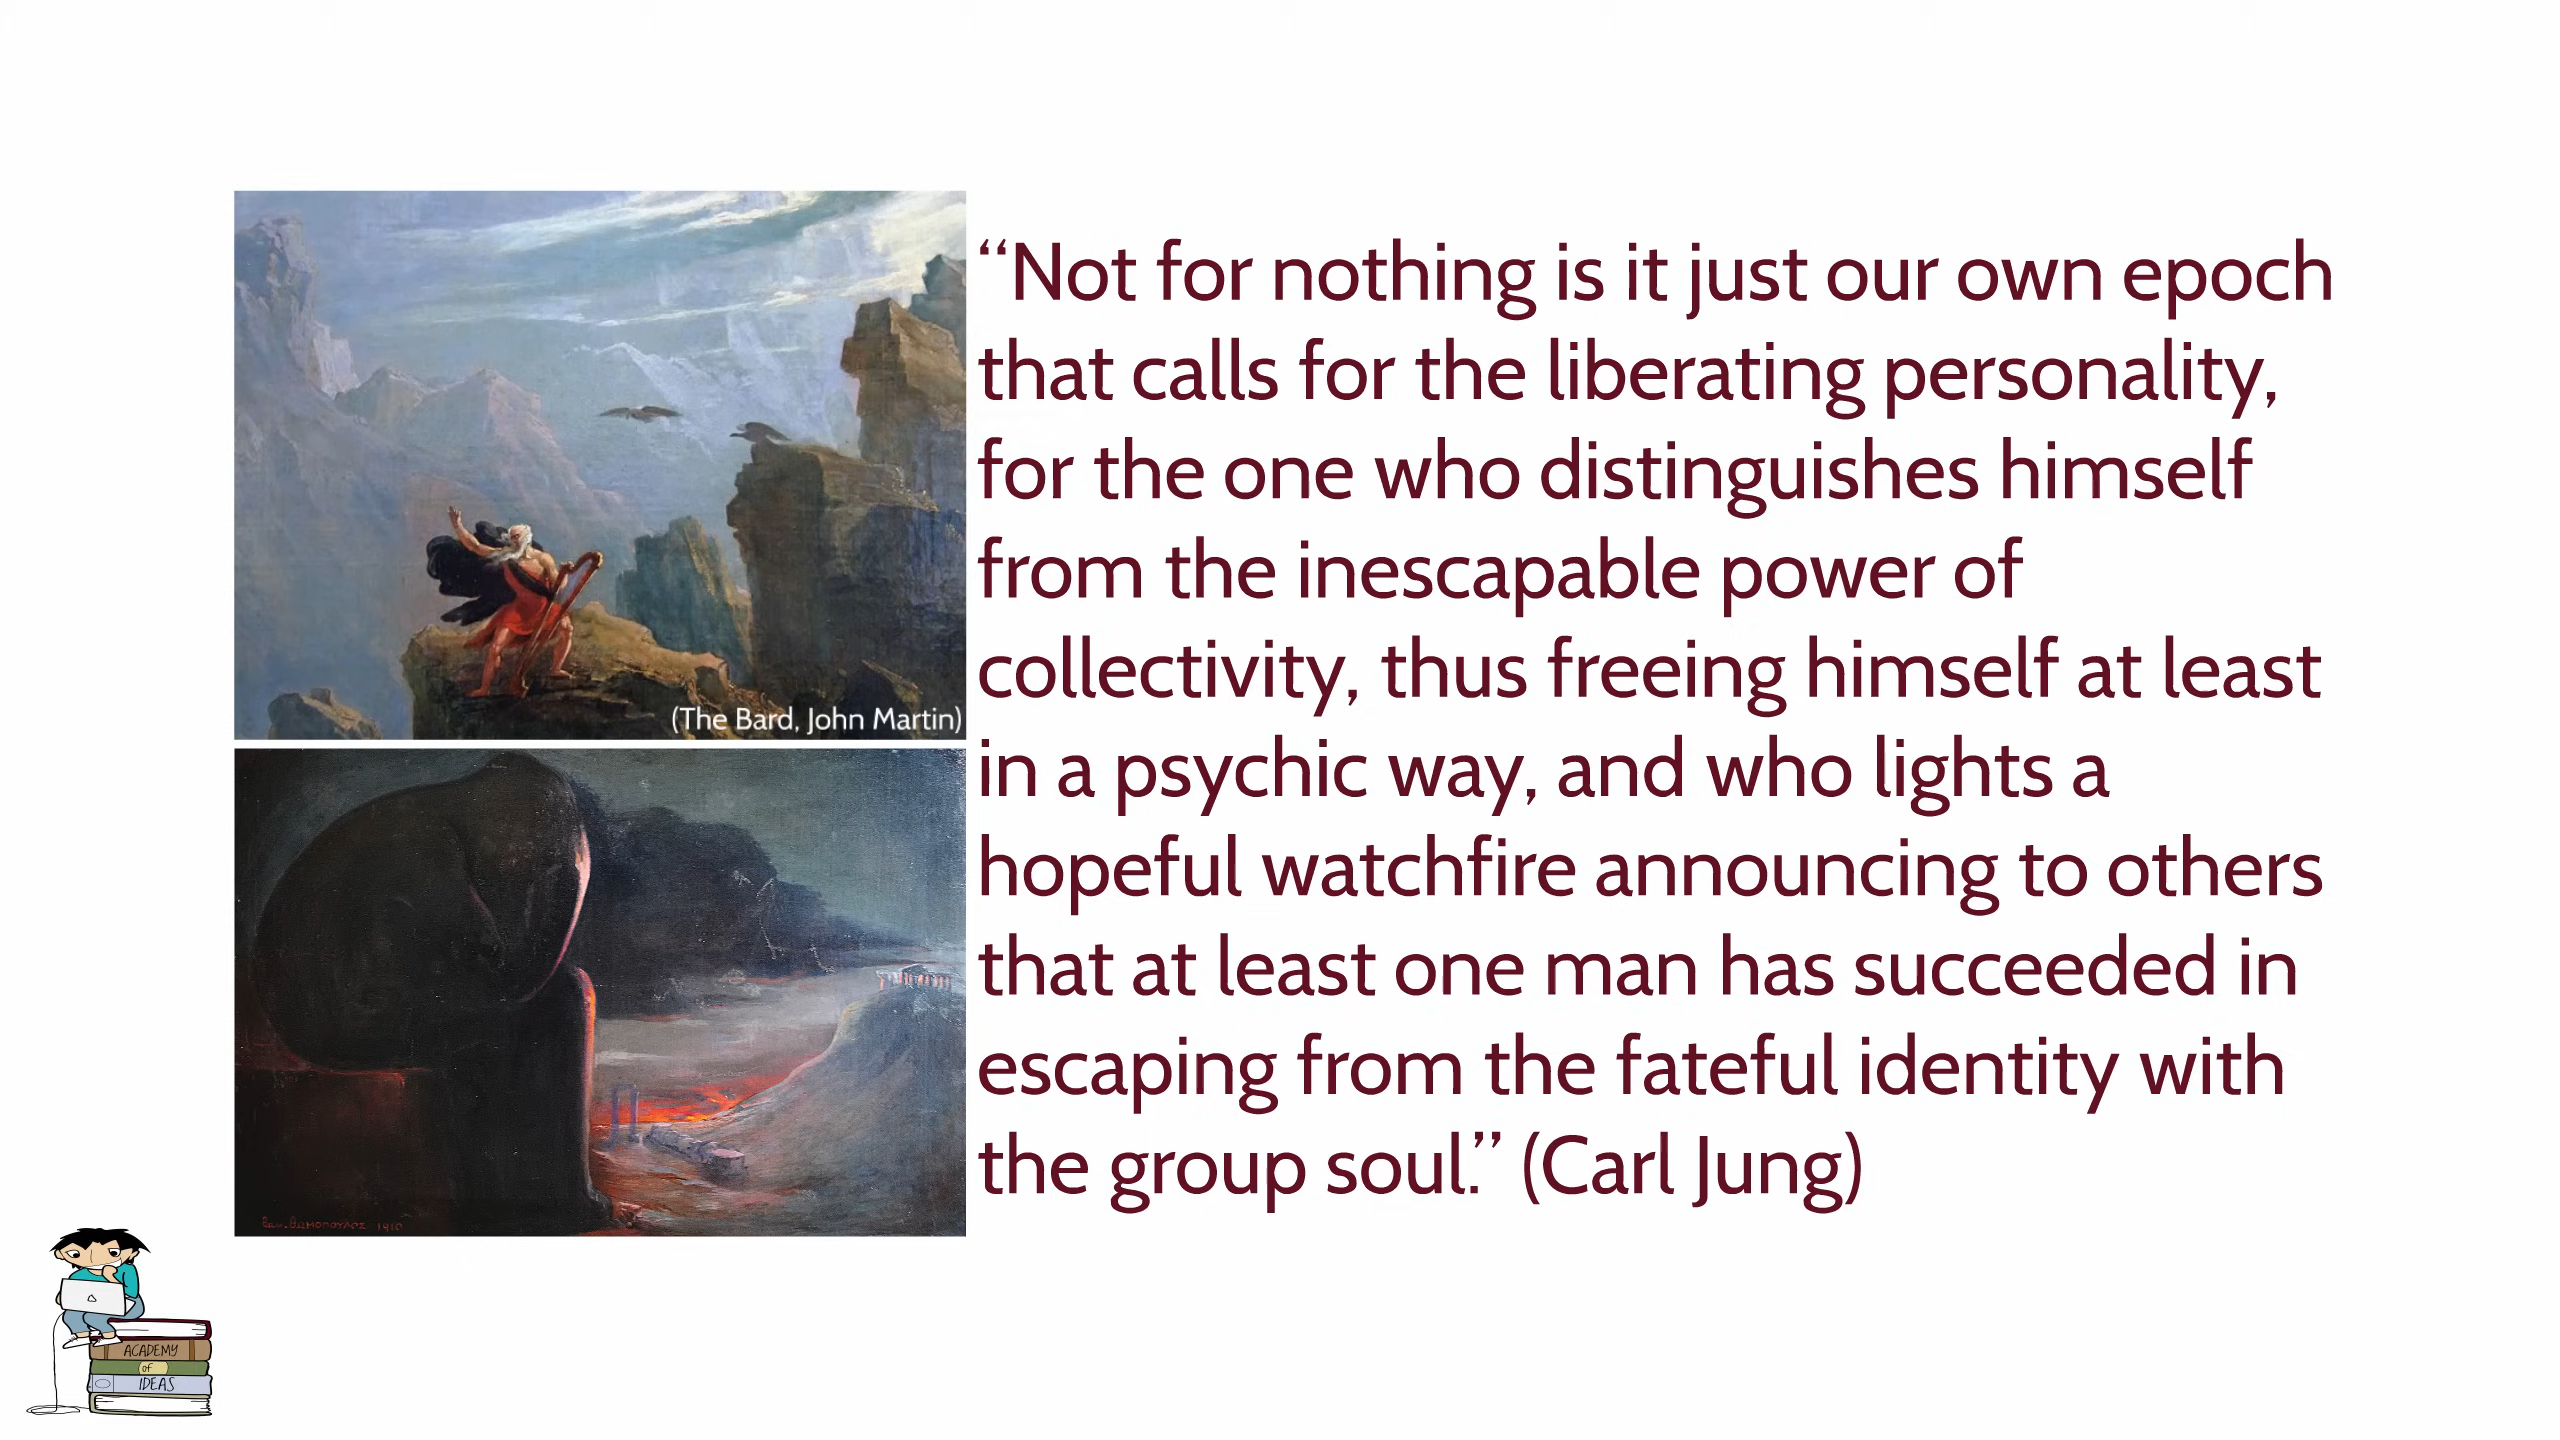 “Not for nothing is it just our own epoch
that calls for the liberating personality,
for the one who distinguishes himself
from the inescapable power of
collectivity, thus freeing himself at least
in a psychic way, and who lights a
hopeful watchfire announcing to others
that at least one man has succeeded in
escaping from the fateful identity with
the group soul.” (Carl Jung)
(The Bard, John Martin)
ΘΩΜΟΠΟΥΛΟΣ 1910
ACADEMY
of
IDEAS